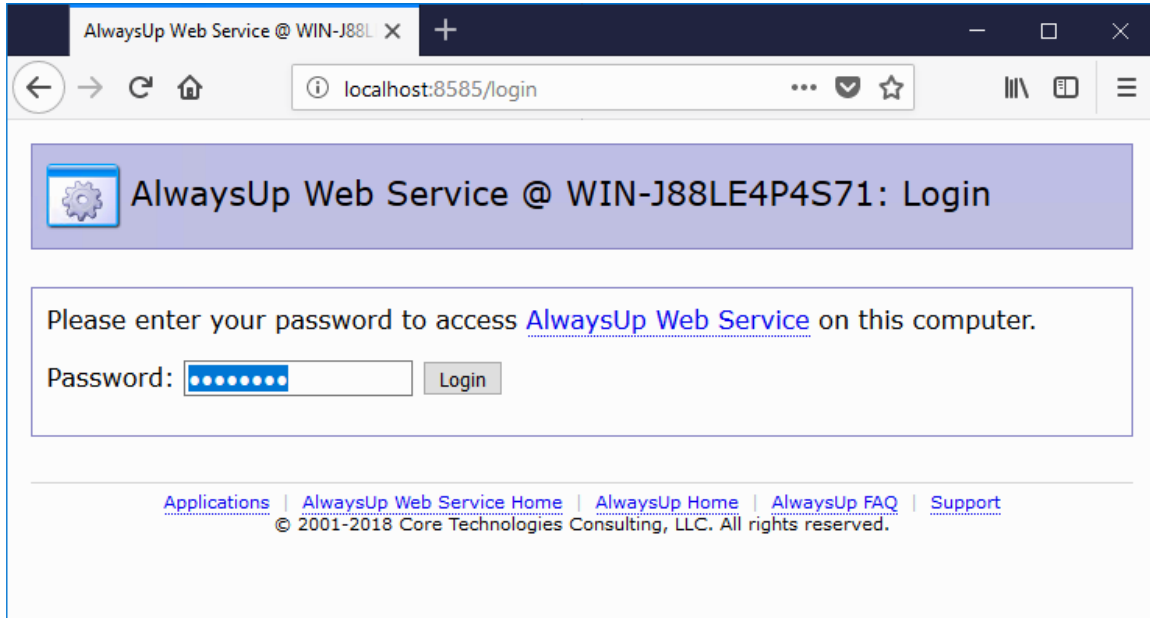 AlwaysUp Web Service @ WIN-J88L
localhost:8585/login
AlwaysUp Web Service @ WIN-J88LE4P4S71: Login
Please enter your password to access AlwaysUp Web Service on this computer.
Password: •••••••• Login
Applications | AlwaysUp Web Service Home | AlwaysUp Home | AlwaysUp FAQ | Support
© 2001-2018 Core Technologies Consulting, LLC. All rights reserved.